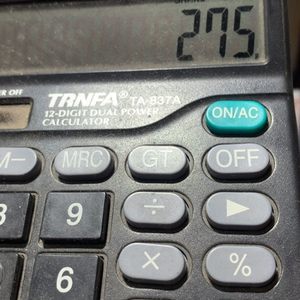 275.
TRNFA TA-837A
12-DIGIT DUAL POWER
CALCULATOR
ON/AC
M− MRC GT OFF
9 ÷ ▶
6 × %